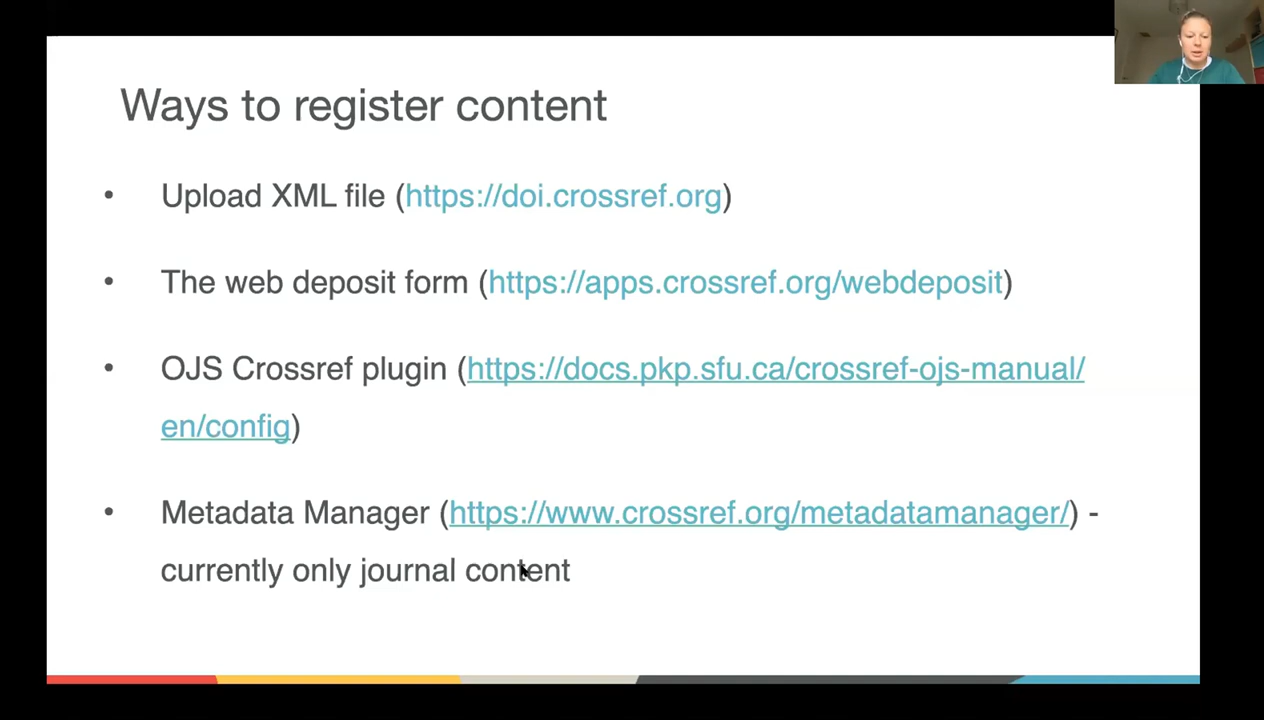 Ways to register content
• Upload XML file (https://doi.crossref.org)
• The web deposit form (https://apps.crossref.org/webdeposit)
• OJS Crossref plugin (https://docs.pkp.sfu.ca/crossref-ojs-manual/
en/config)
• Metadata Manager (https://www.crossref.org/metadatamanager/) -
currently only journal content